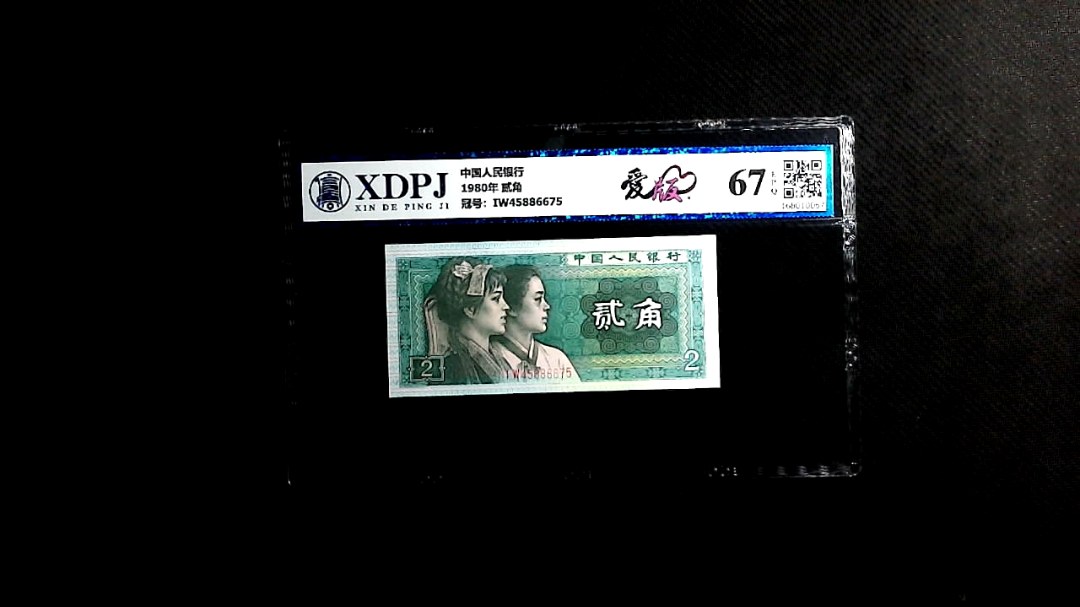 XDPJ
XIN DE PING JI
中国人民银行
1980年 贰角
冠号: IW45886675
爱版
67
EPQ
中国人民银行
贰角
2
IW45886675
2